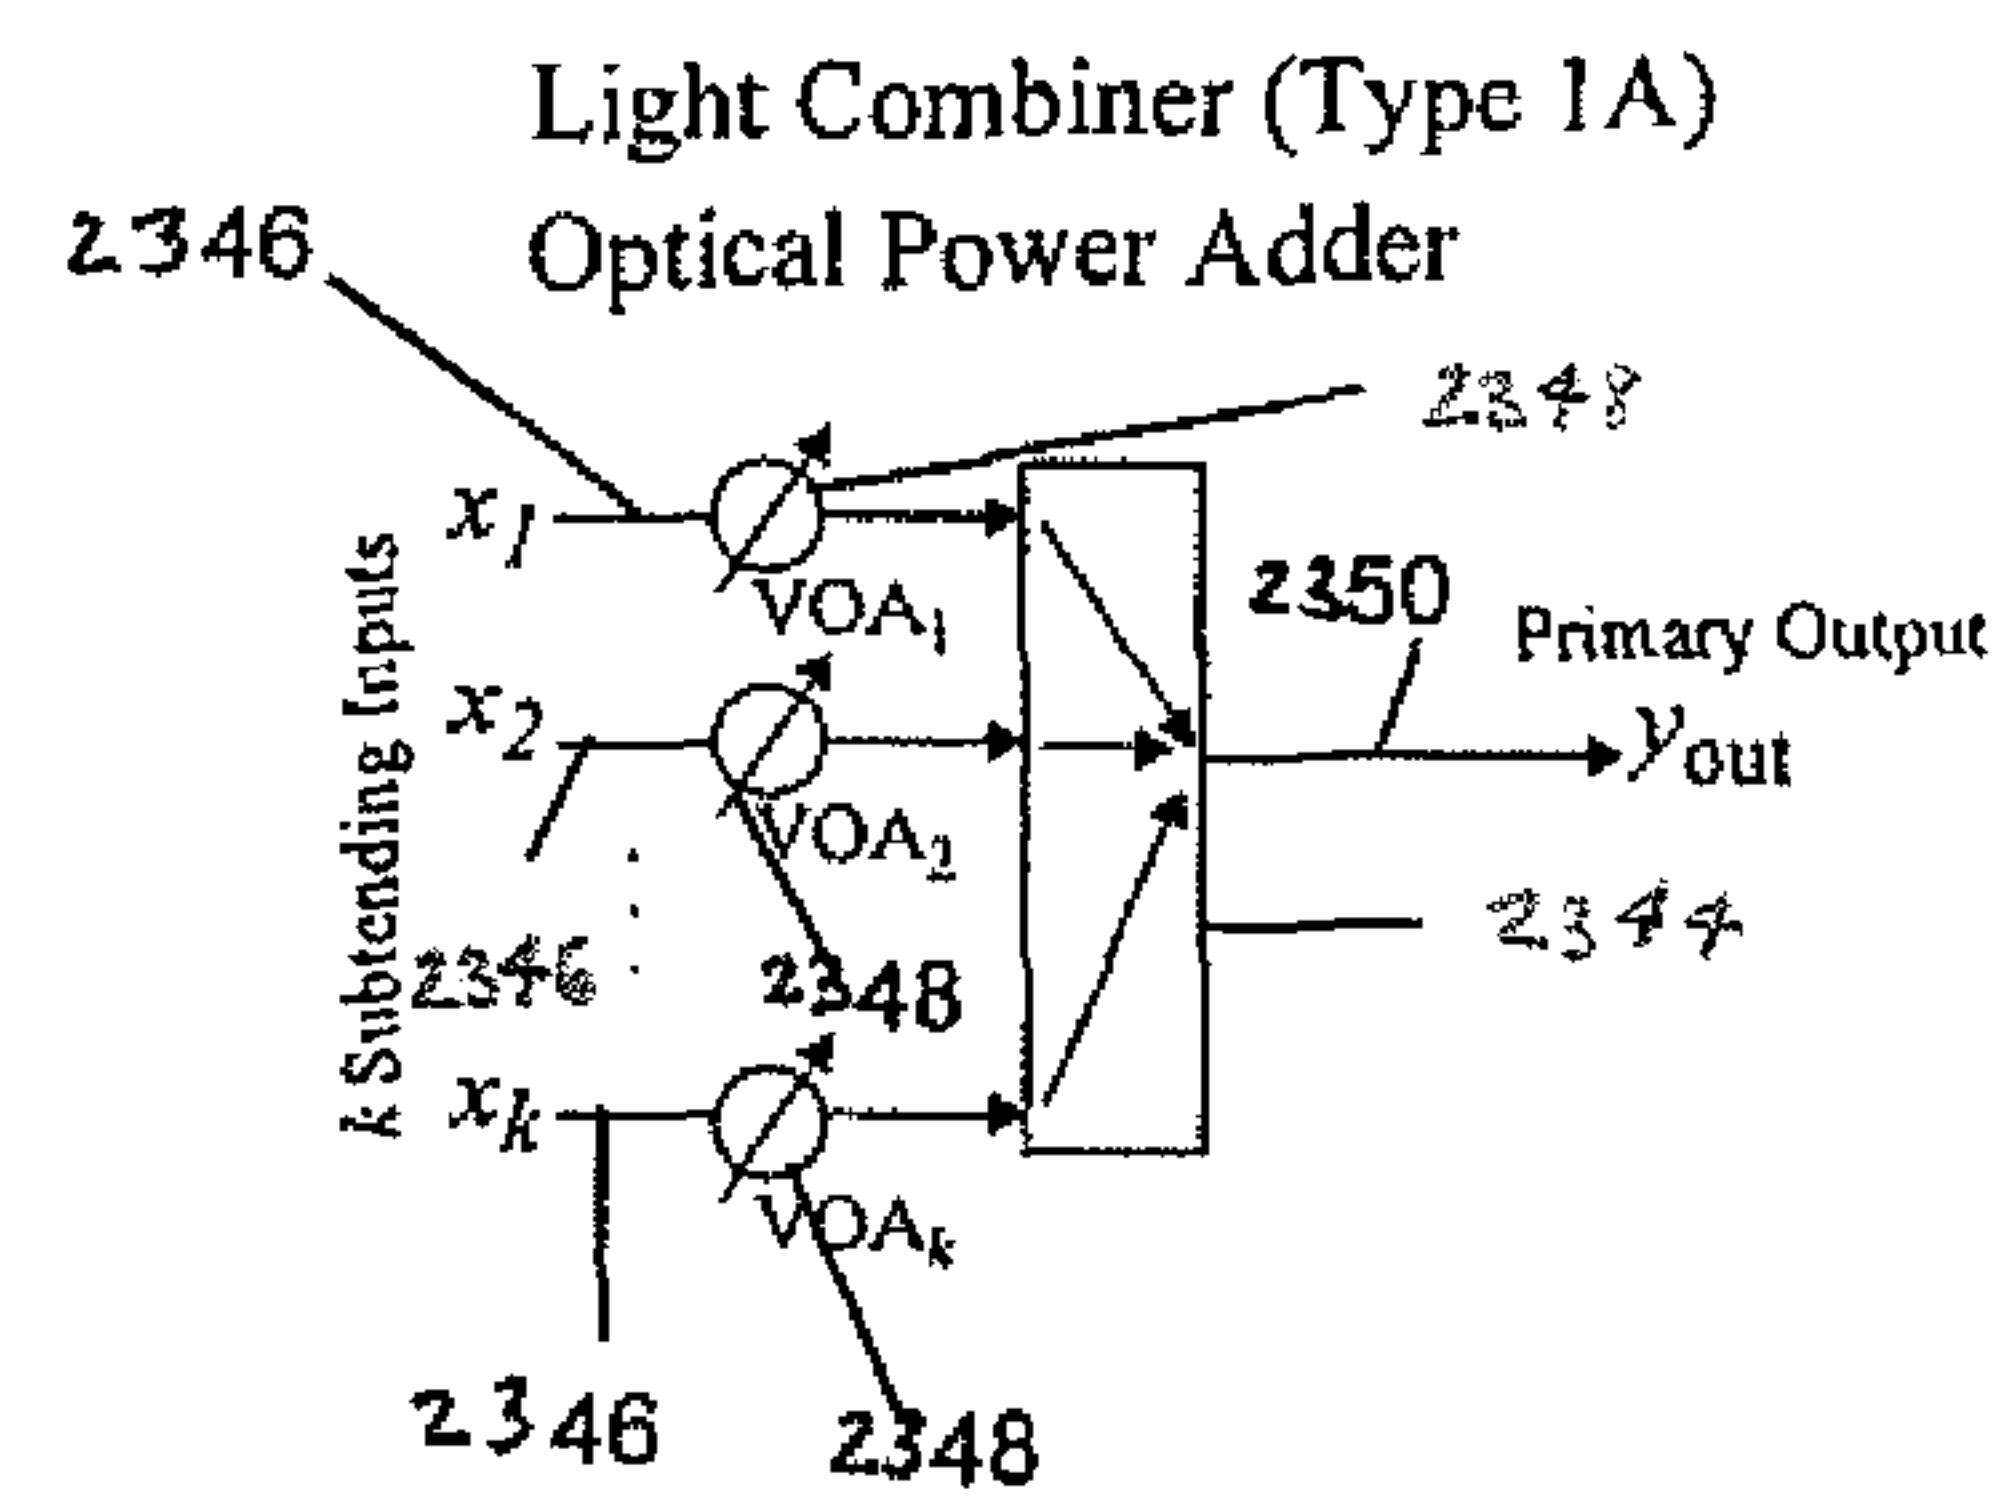 Light Combiner (Type 1A)
Optical Power Adder
2346
2348
x1
VOA1
2350
Primary Output
x2
yout
VOA2
k Subtending Inputs
2344
2346
2348
xk
VOAk
2346
2348